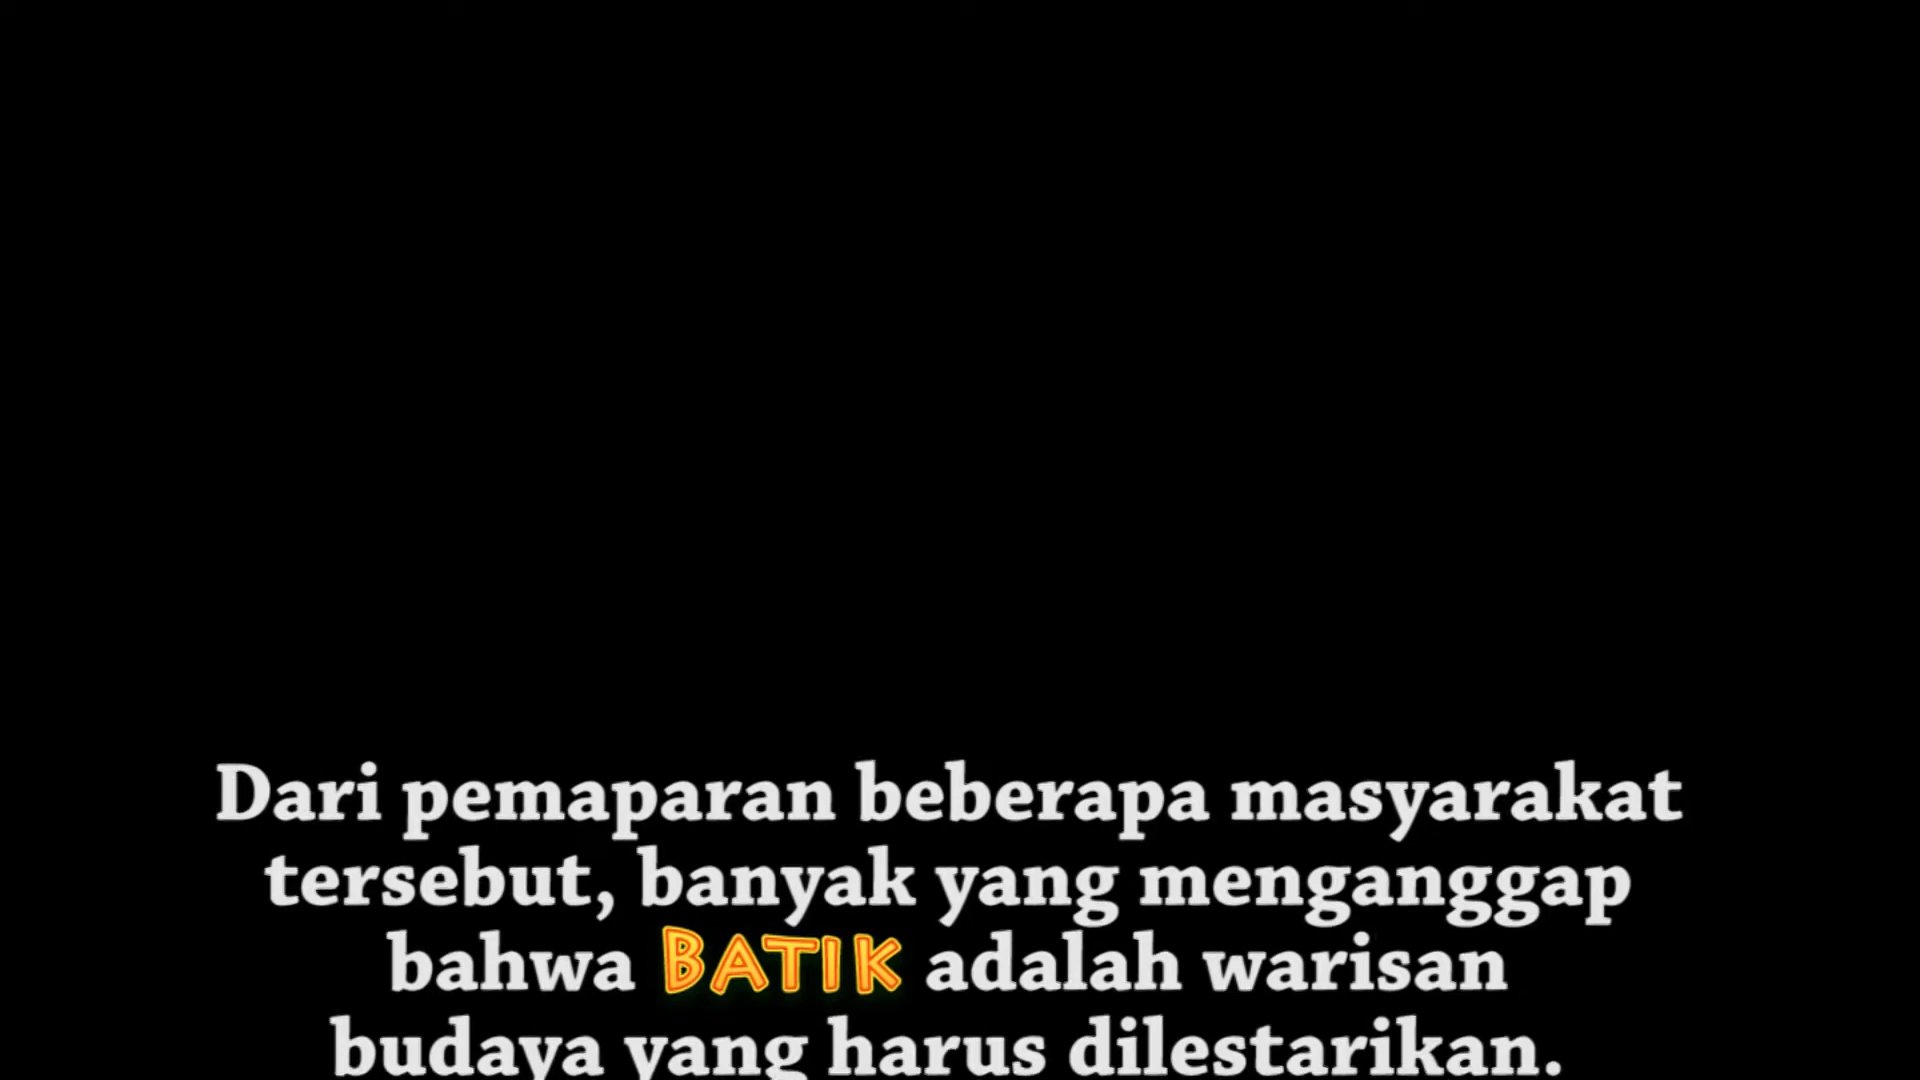 Dari pemaparan beberapa masyarakat
tersebut, banyak yang menganggap
bahwa BATIK adalah warisan
budaya yang harus dilestarikan.